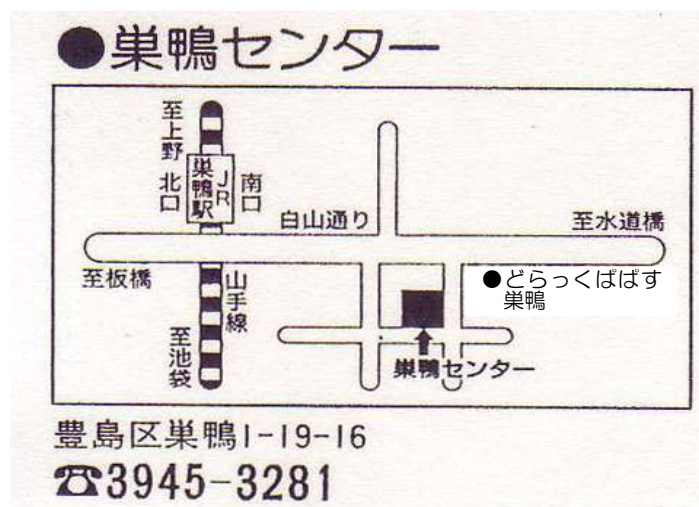 ●巣鴨センター
至上野
北口
JR
巣鴨駅
南口
白山通り
至水道橋
至板橋
山手線
●どらっくぱぱす
巣鴨
至池袋
巣鴨センター
豊島区巣鴨1-19-16
☎3945-3281